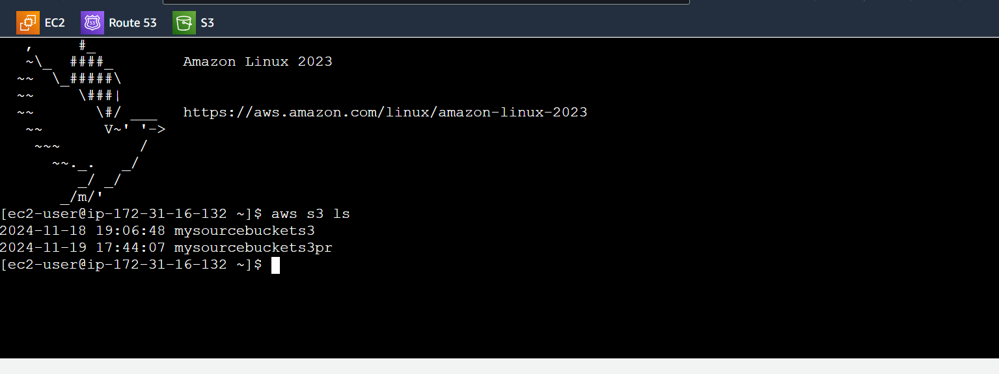 EC2 Route 53 S3
   ,     #_
   ~\_  ####_        Amazon Linux 2023
  ~~  \_#####\
  ~~     \###|
  ~~       \#/ ___   https://aws.amazon.com/linux/amazon-linux-2023
   ~~       V~' '->
    ~~~         /
      ~~._.   _/
         _/ _/
       _/m/'
[ec2-user@ip-172-31-16-132 ~]$ aws s3 ls
2024-11-18 19:06:48 mysourcebuckets3
2024-11-19 17:44:07 mysourcebuckets3pr
[ec2-user@ip-172-31-16-132 ~]$